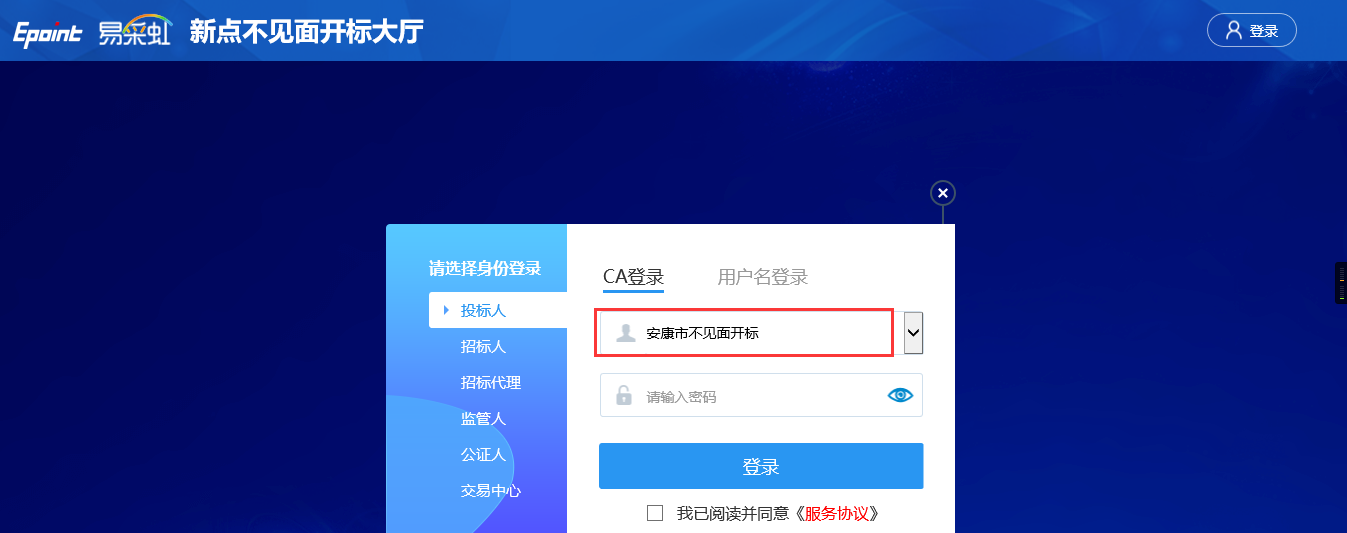 Epoint 易采虹 新点不见面开标大厅 登录
请选择身份登录
投标人
招标人
招标代理
监管人
公证人
交易中心
CA登录 用户名登录
安康市不见面开标
请输入密码
登录
我已阅读并同意《服务协议》